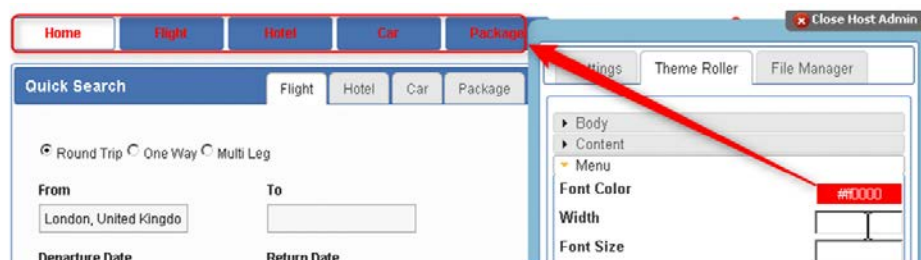 Close Host Admin
Home Flight Hotel Car Package
Settings Theme Roller File Manager
Quick Search Flight Hotel Car Package
Body
Content
Round Trip One Way Multi Leg
Menu
Font Color #ff0000
From To
Width
London, United Kingdo
Font Size
Departure Date Return Date